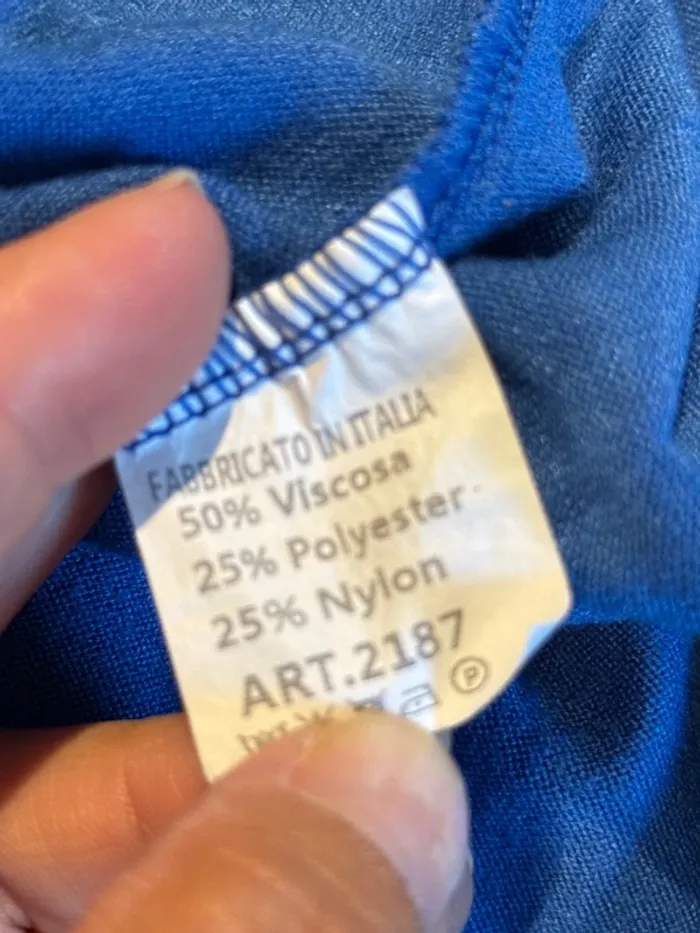 FABBRICATO IN ITALIA
50% Viscosa
25% Polyester
25% Nylon
ART.2187
P